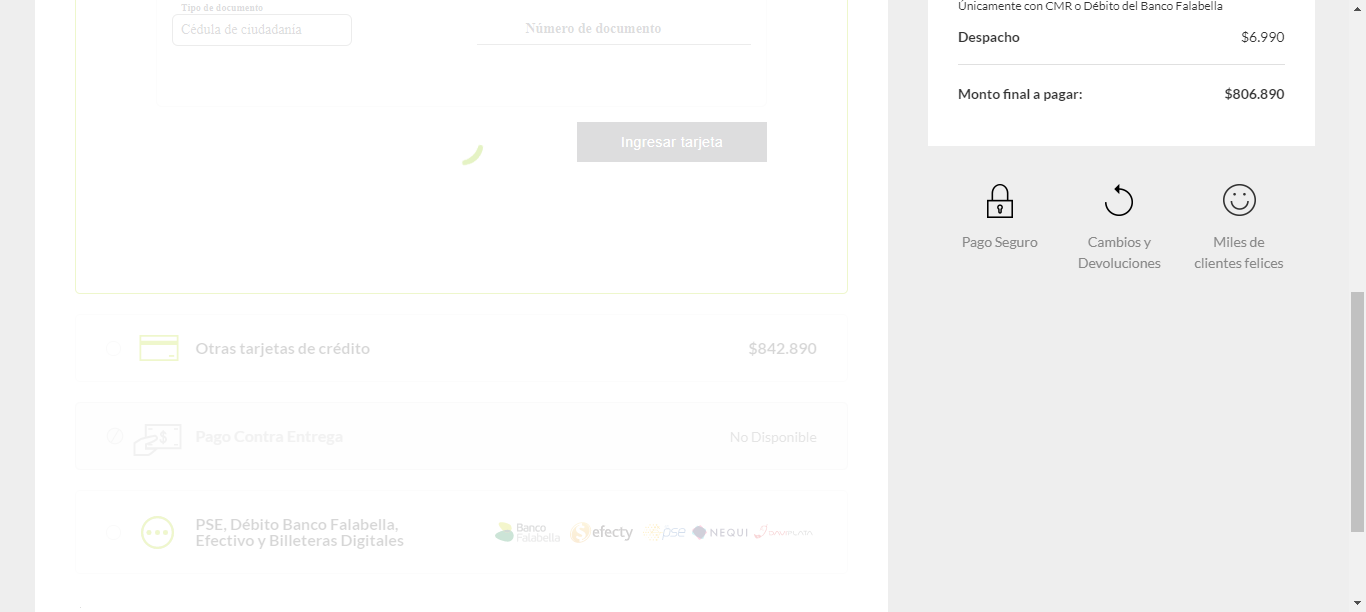 Tipo de documento
Cédula de ciudadanía
Número de documento
Ingresar tarjeta
Otras tarjetas de crédito
$842.890
Pago Contra Entrega
No Disponible
PSE, Débito Banco Falabella,
Efectivo y Billeteras Digitales
Banco
Falabella
efecty
pse
NEQUI
DAVIPLATA
Únicamente con CMR o Débito del Banco Falabella
Despacho
$6.990
Monto final a pagar:
$806.890
Pago Seguro
Cambios y
Devoluciones
Miles de
clientes felices